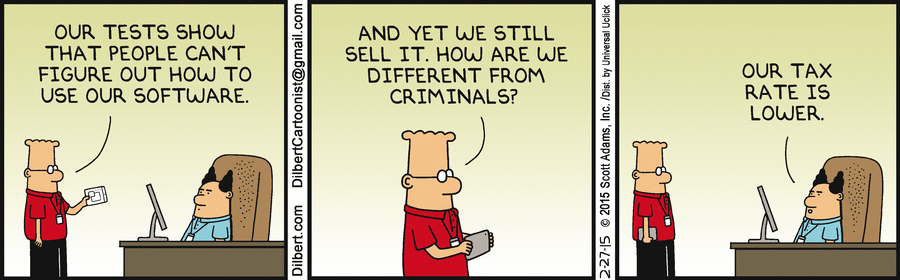 OUR TESTS SHOW
THAT PEOPLE CAN'T
FIGURE OUT HOW TO
USE OUR SOFTWARE.
Dilbert.com DilbertCartoonist@gmail.com
AND YET WE STILL
SELL IT. HOW ARE WE
DIFFERENT FROM
CRIMINALS?
2-27-15 © 2015 Scott Adams, Inc. /Dist. by Universal Uclick
OUR TAX
RATE IS
LOWER.